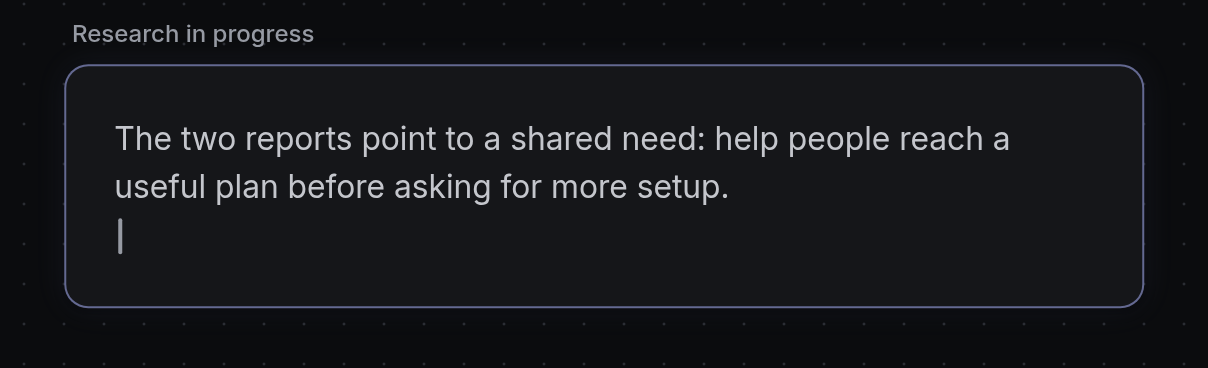 Research in progress
The two reports point to a shared need: help people reach a
useful plan before asking for more setup.